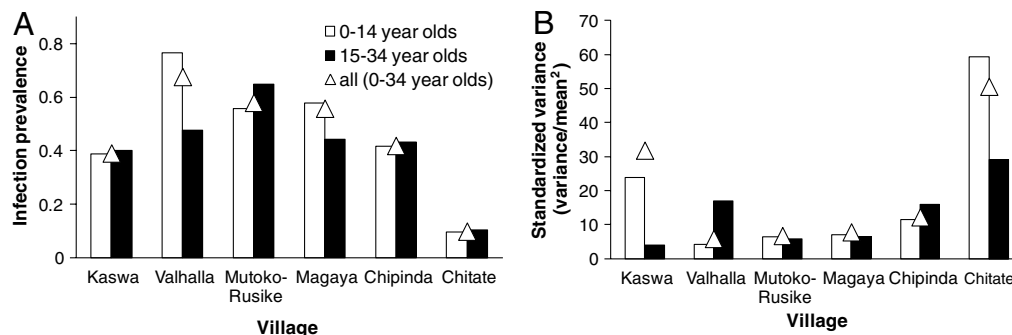 A
Infection prevalence
0.8
0.6
0.4
0.2
0
0-14 year olds
15-34 year olds
all (0-34 year olds)
Kaswa Valhalla Mutoko- Magaya Chipinda Chitate
Rusike
Village
B
Standardized variance
(variance/mean²)
70
60
50
40
30
20
10
0
Kaswa Valhalla Mutoko- Magaya Chipinda Chitate
Rusike
Village